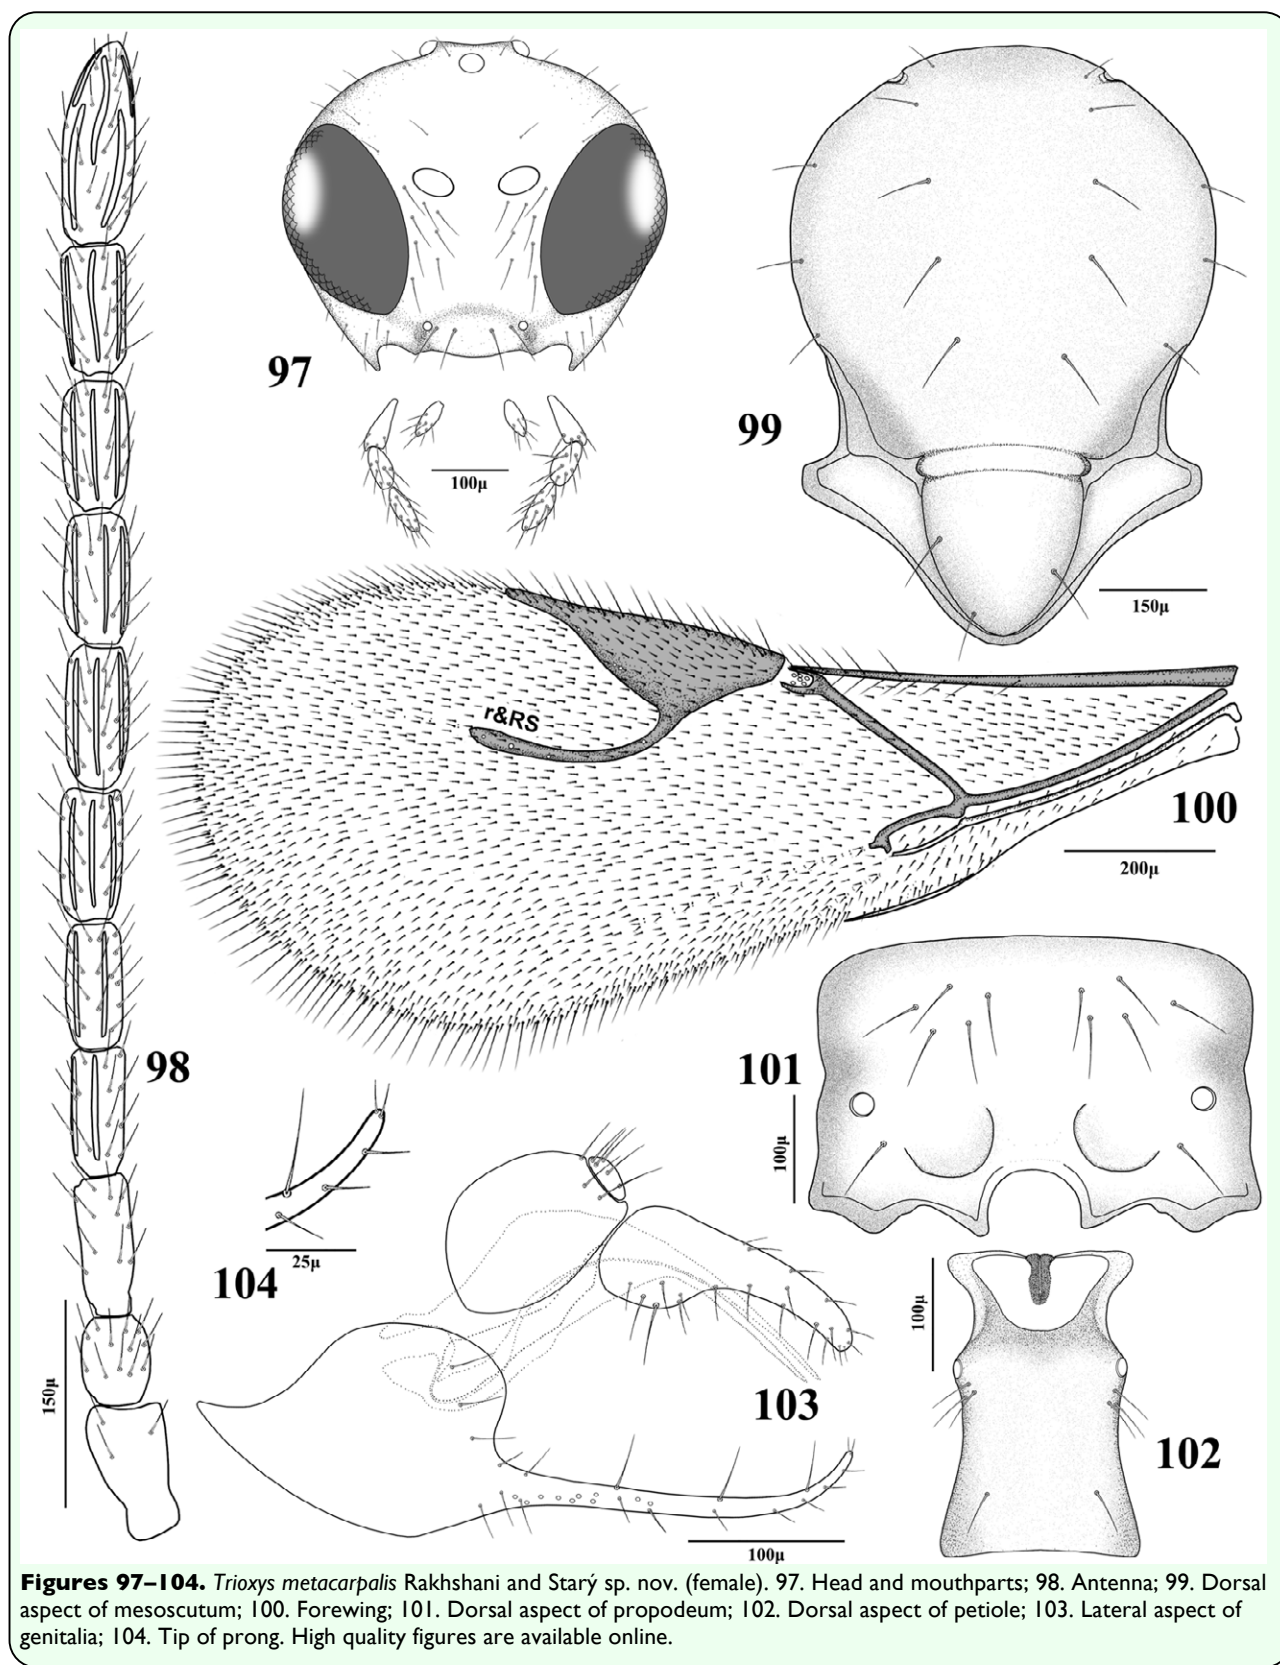 97
100µ
99
150µ
r&RS
100
200µ
98
101
100µ
104
25µ
103
100µ
102
150µ
100µ
Figures 97–104. Trioxys metacarpalis Rakhshani and Starý sp. nov. (female). 97. Head and mouthparts; 98. Antenna; 99. Dorsal
aspect of mesoscutum; 100. Forewing; 101. Dorsal aspect of propodeum; 102. Dorsal aspect of petiole; 103. Lateral aspect of
genitalia; 104. Tip of prong. High quality figures are available online.